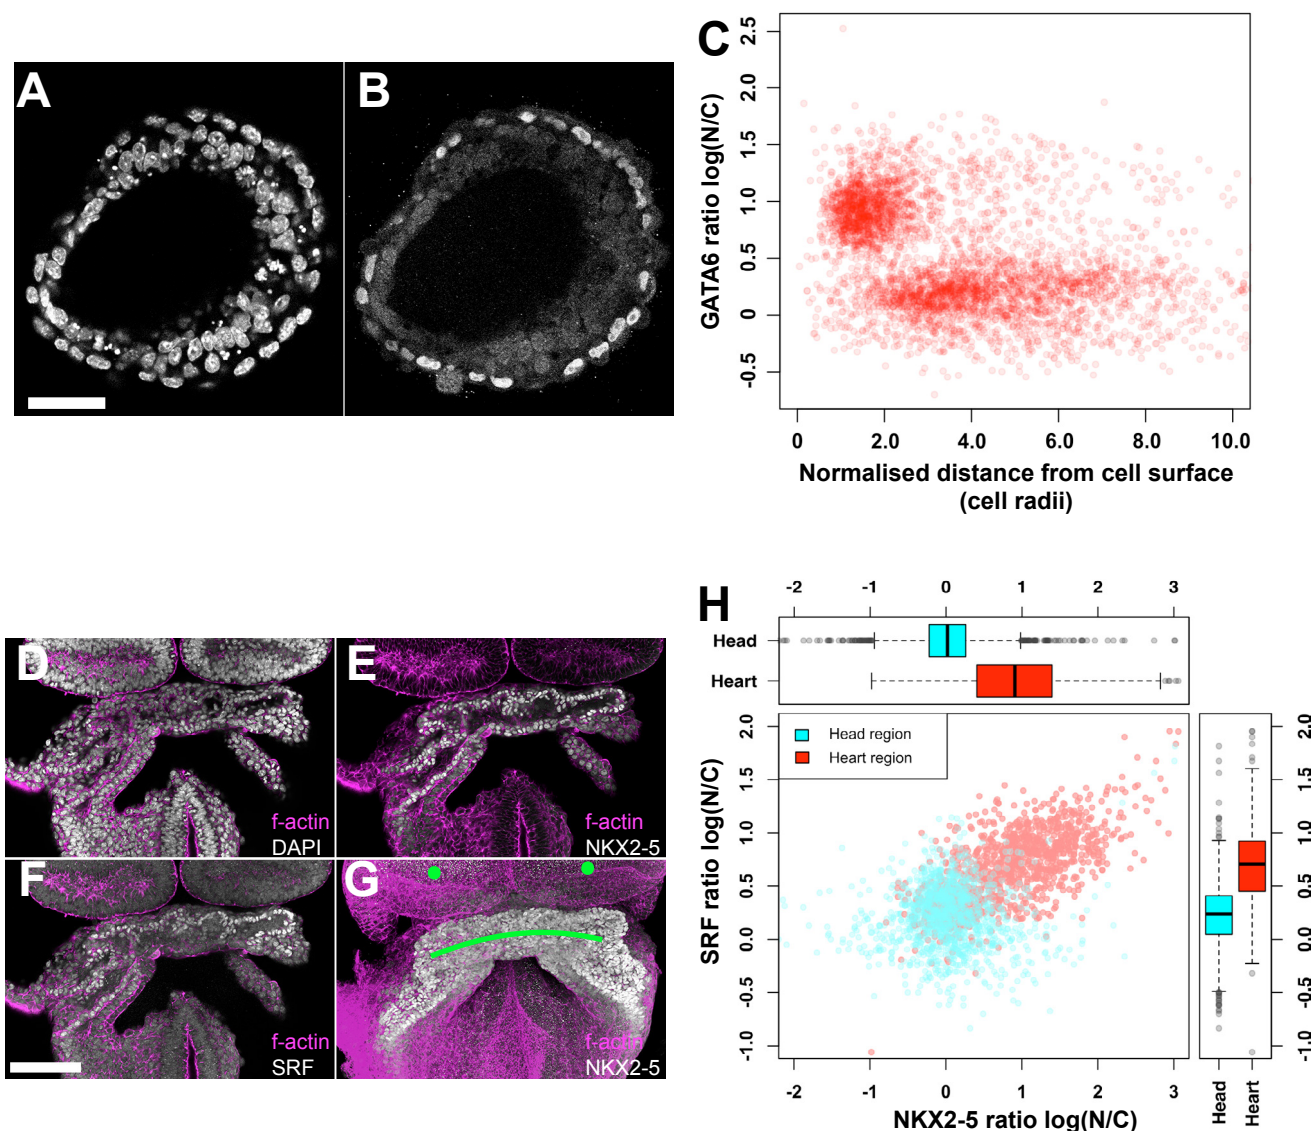 A
B
C
2.5
2.0
1.5
1.0
0.5
0
-0.5
GATA6 ratio log(N/C)
0 2.0 4.0 6.0 8.0 10.0
Normalised distance from cell surface
(cell radii)
D
f-actin
DAPI
E
f-actin
NKX2-5
F
f-actin
SRF
G
f-actin
NKX2-5
H
-2 -1 0 1 2 3
Head
Heart
Head region
Heart region
2.0
1.5
1.0
0.5
0.0
-0.5
-1.0
SRF ratio log(N/C)
-2 -1 0 1 2 3
NKX2-5 ratio log(N/C)
2.0
1.5
1.0
0.5
0.0
-0.5
-1.0
Head
Heart